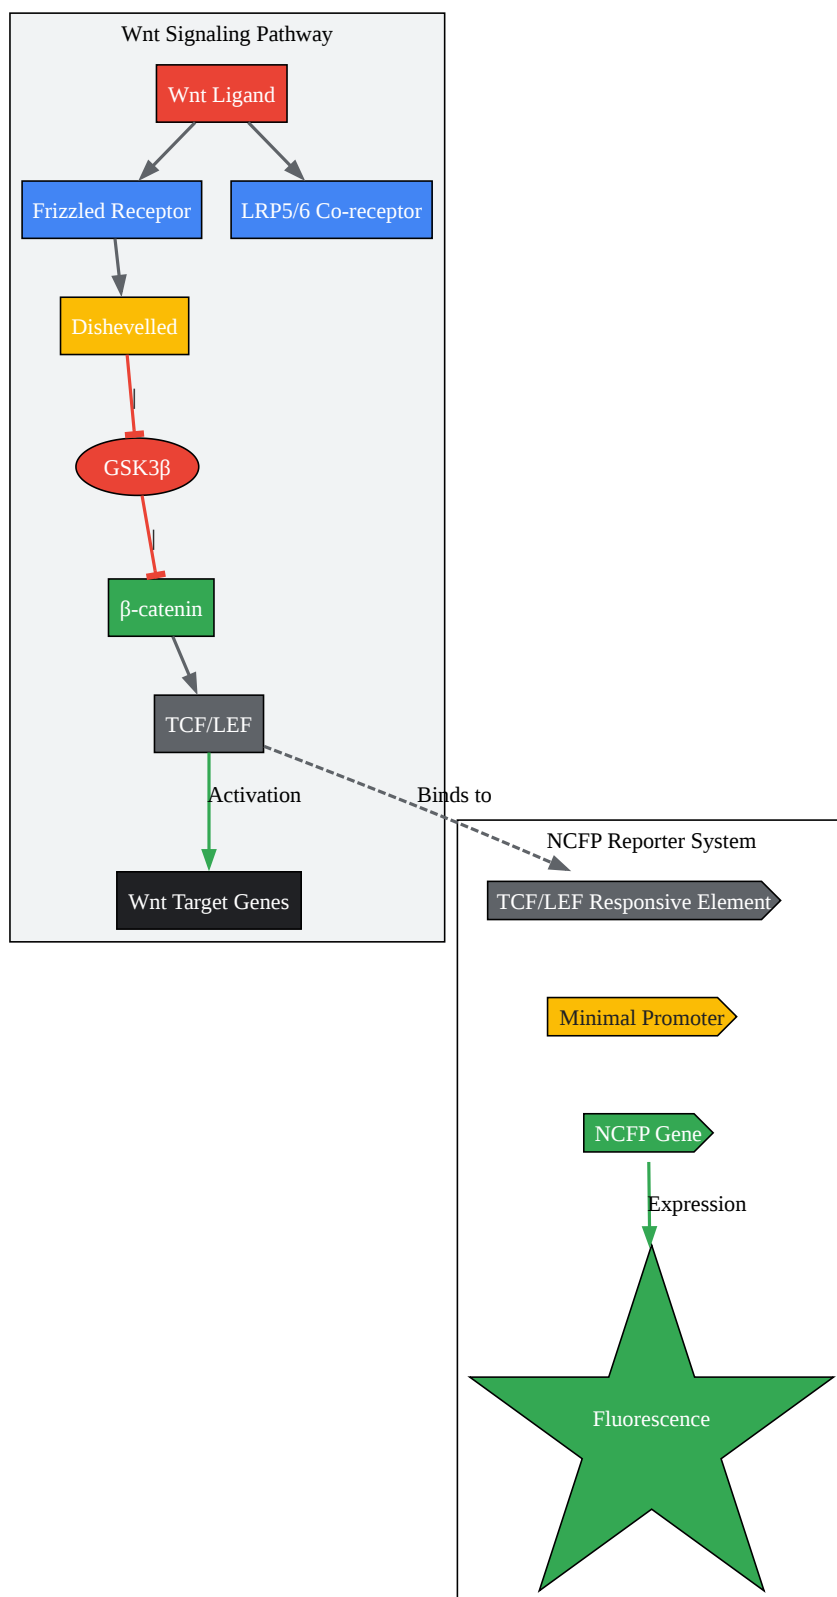 Wnt Signaling Pathway
Wnt Ligand
Frizzled Receptor
LRP5/6 Co-receptor
Dishevelled
|
GSK3β
|
β-catenin
TCF/LEF
Activation
Binds to
NCFP Reporter System
Wnt Target Genes
TCF/LEF Responsive Element
Minimal Promoter
NCFP Gene
Expression
Fluorescence